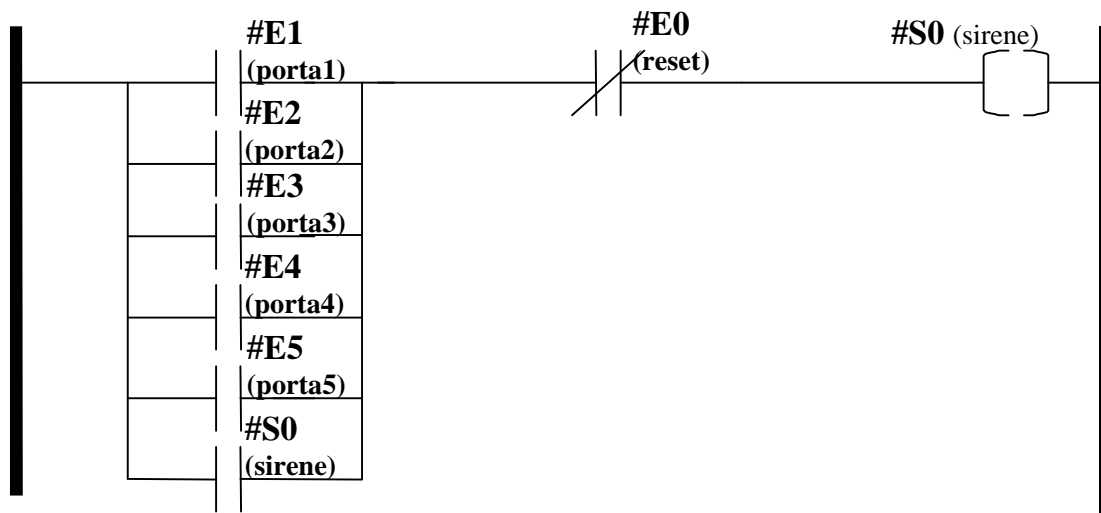 #E1
(porta1)
#E0
(reset)
#S0 (sirene)
#E2
(porta2)
#E3
(porta3)
#E4
(porta4)
#E5
(porta5)
#S0
(sirene)